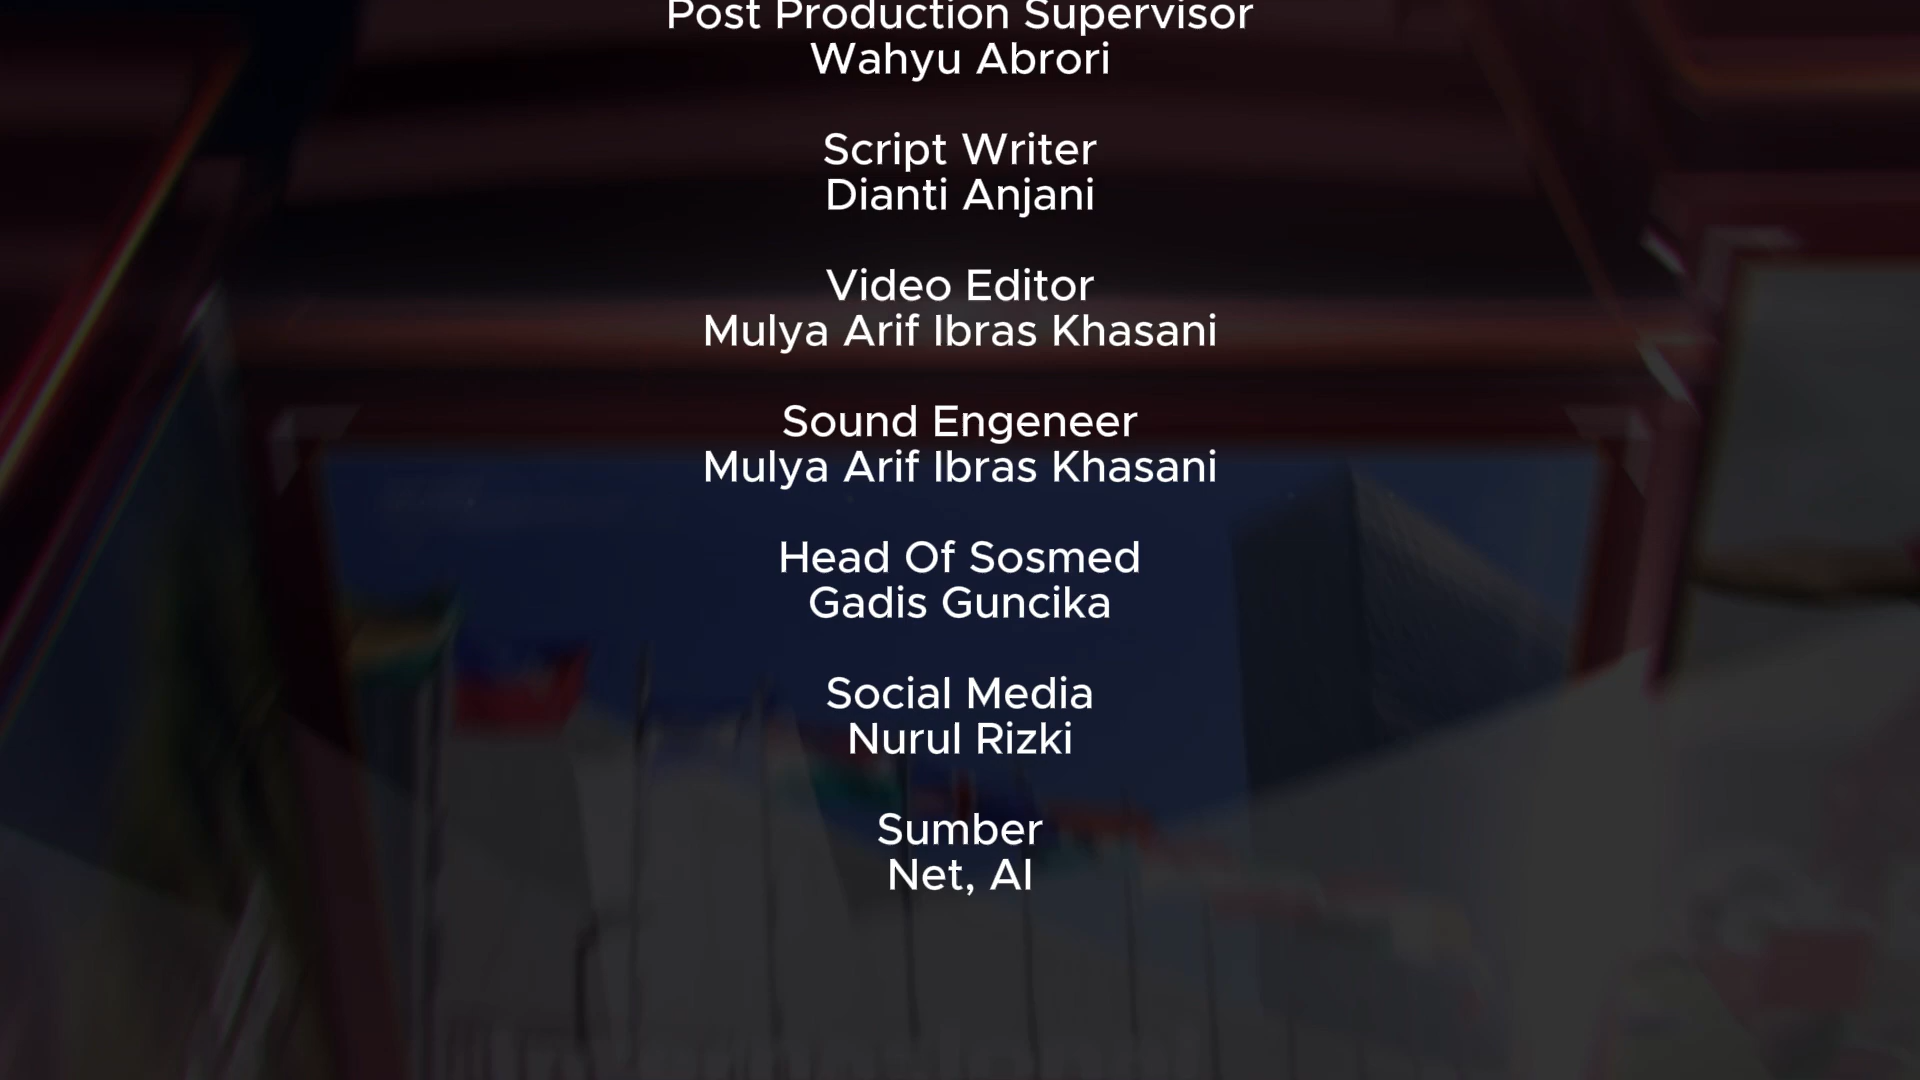 Post Production Supervisor
Wahyu Abrori
Script Writer
Dianti Anjani
Video Editor
Mulya Arif Ibras Khasani
Sound Engeneer
Mulya Arif Ibras Khasani
Head Of Sosmed
Gadis Guncika
Social Media
Nurul Rizki
Sumber
Net, AI